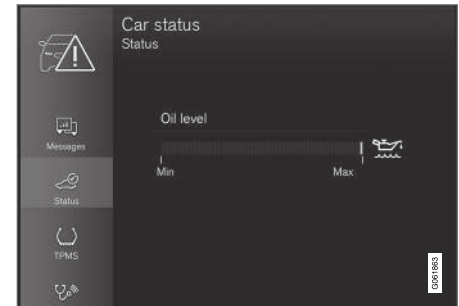 Car status
Status
Oil level
Min
Max
Messages
Status
TPMS
G061863